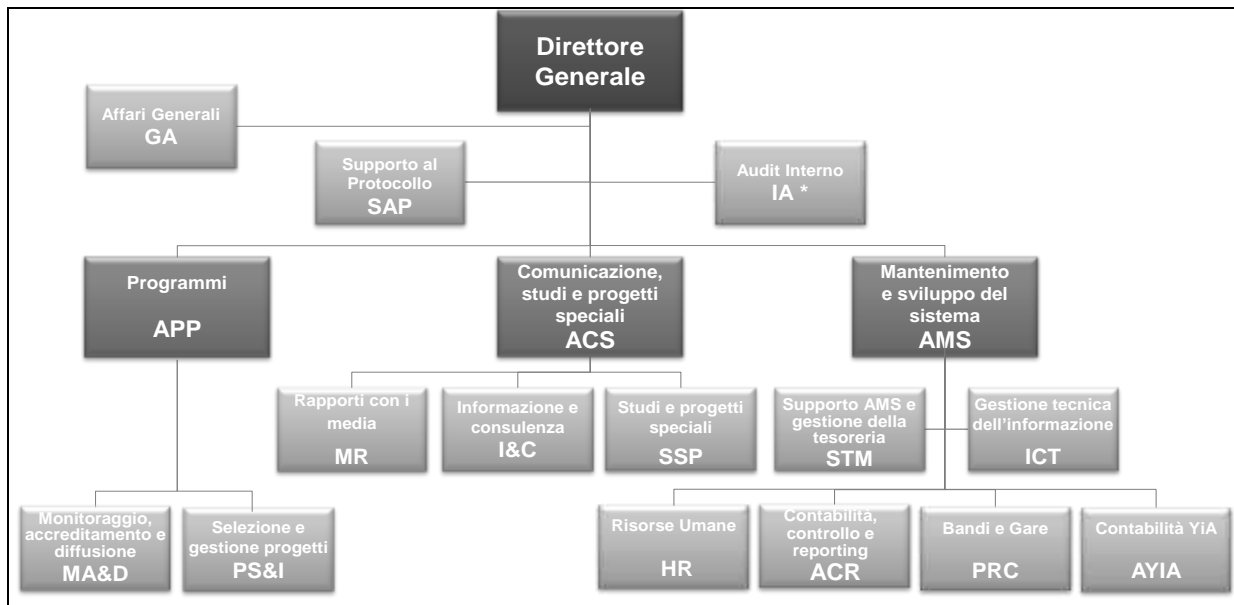 Direttore
Generale
Affari Generali
GA
Supporto al
Protocollo
SAP
Audit Interno
IA *
Programmi
APP
Comunicazione,
studi e progetti
speciali
ACS
Mantenimento
e sviluppo del
sistema
AMS
Rapporti con i
media
MR
Informazione e
consulenza
I&C
Studi e progetti
speciali
SSP
Supporto AMS e
gestione della
tesoreria
STM
Gestione tecnica
dell'informazione
ICT
Monitoraggio,
accreditamento e
diffusione
MA&D
Selezione e
gestione progetti
PS&I
Risorse Umane
HR
Contabilità,
controllo e
reporting
ACR
Bandi e Gare
PRC
Contabilità YiA
AYIA